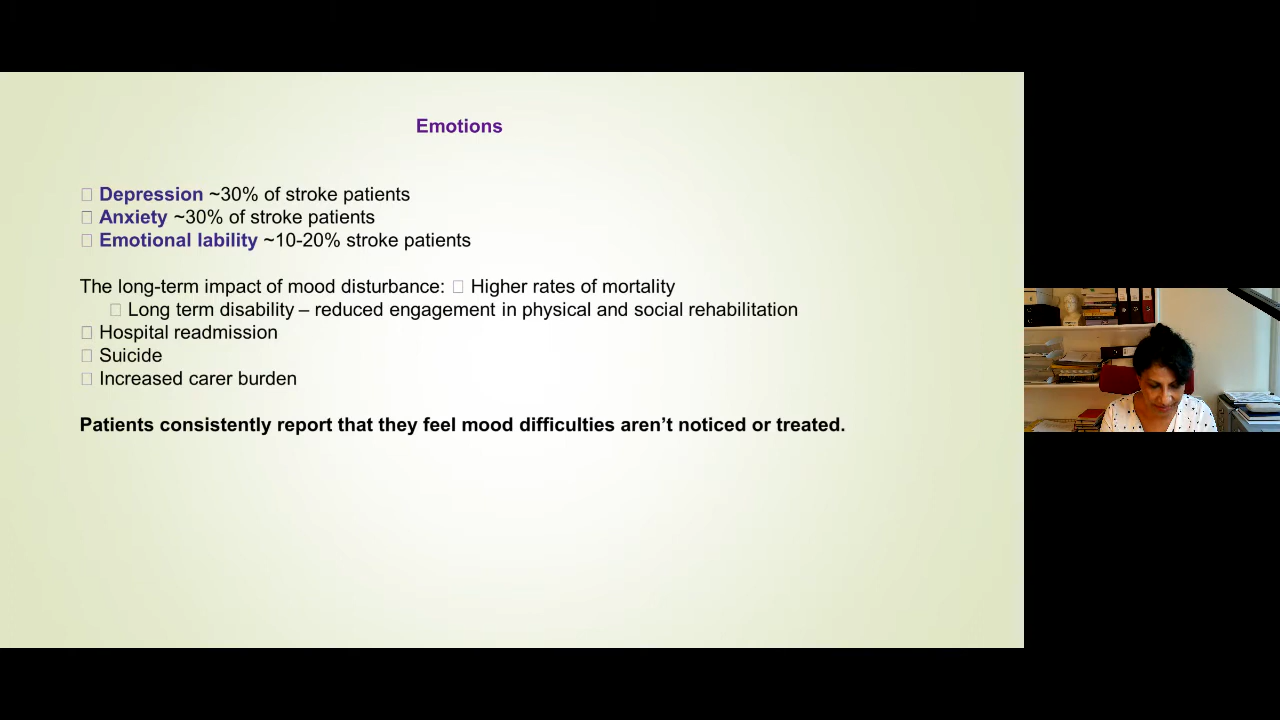 Emotions
□ Depression ~30% of stroke patients
□ Anxiety ~30% of stroke patients
□ Emotional lability ~10-20% stroke patients
The long-term impact of mood disturbance: □ Higher rates of mortality
□ Long term disability – reduced engagement in physical and social rehabilitation
□ Hospital readmission
□ Suicide
□ Increased carer burden
Patients consistently report that they feel mood difficulties aren’t noticed or treated.